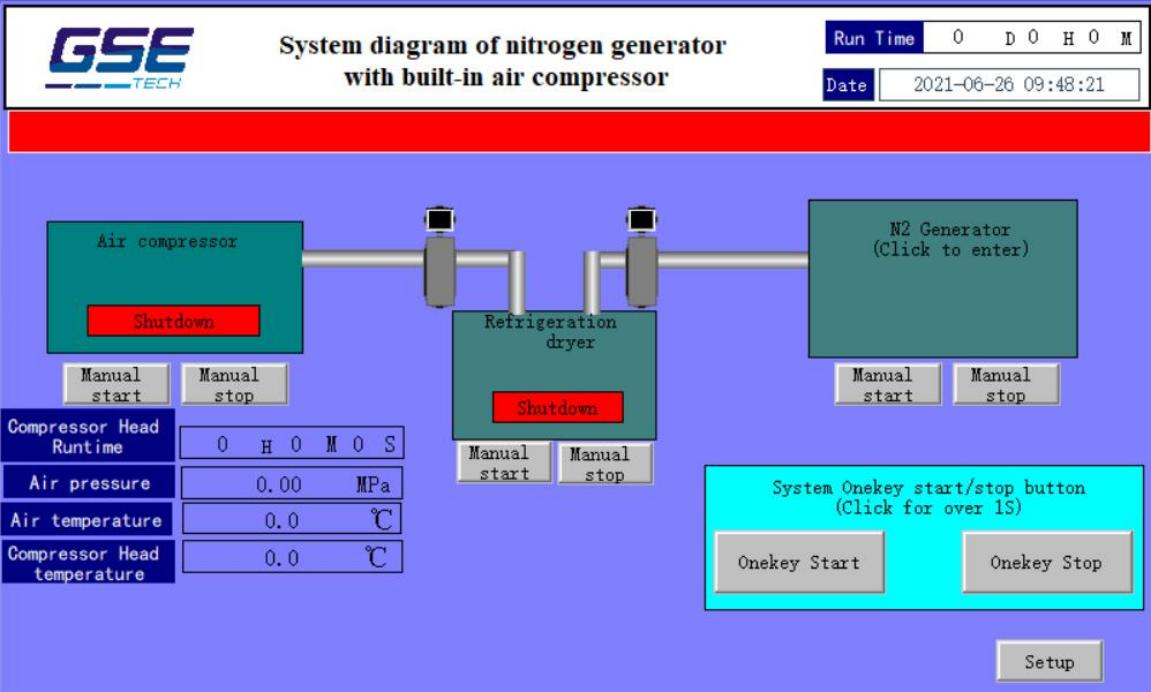 GSE
TECH
System diagram of nitrogen generator
with built-in air compressor
Run Time 0 D 0 H 0 M
Date 2021-06-26 09:48:21
Air compressor
Shutdown
Manual
start
Manual
stop
Refrigeration
dryer
Shutdown
Manual
start
Manual
stop
N2 Generator
(Click to enter)
Manual
start
Manual
stop
Compressor Head
Runtime
0 H 0 M 0 S
Air pressure 0.00 MPa
Air temperature 0.0 ℃
Compressor Head
temperature
0.0 ℃
System Onekey start/stop button
(Click for over 1S)
Onekey Start
Onekey Stop
Setup